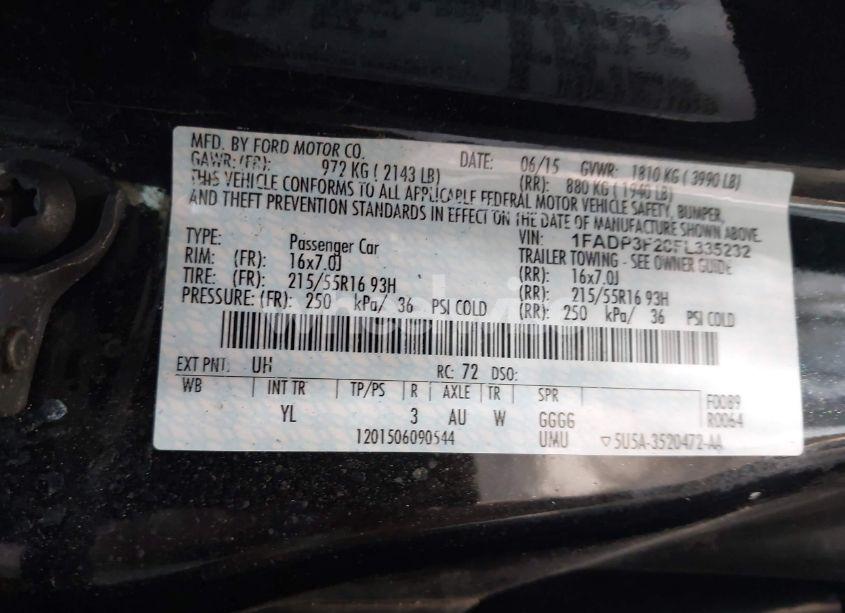 MFD. BY FORD MOTOR CO.
DATE: 06/15 GVWR: 1810 KG ( 3990 LB)
GAWR: (FR): 972 KG ( 2143 LB) (RR): 880 KG ( 1940 LB)
THIS VEHICLE CONFORMS TO ALL APPLICABLE FEDERAL MOTOR VEHICLE SAFETY, BUMPER,
AND THEFT PREVENTION STANDARDS IN EFFECT ON THE DATE OF MANUFACTURE SHOWN ABOVE.
VIN: 1FADP3F20FL335232
TYPE: Passenger Car TRAILER TOWING - SEE OWNER GUIDE
RIM: (FR) 16x7.0J (RR): 16x7.0J
TIRE: (FR) 215/55R16 93H (RR): 215/55R16 93H
PRESSURE: (FR): 250 kPa/ 36 PSI COLD (RR): 250 kPa/ 36 PSI COLD
EXT PNT: UH RC: 72 DSO:
WB INT TR TP/PS R AXLE TR SPR F0089
YL 3 AU W GGGG R0064
1201506090544 UMU 5U5A-3520472-AA